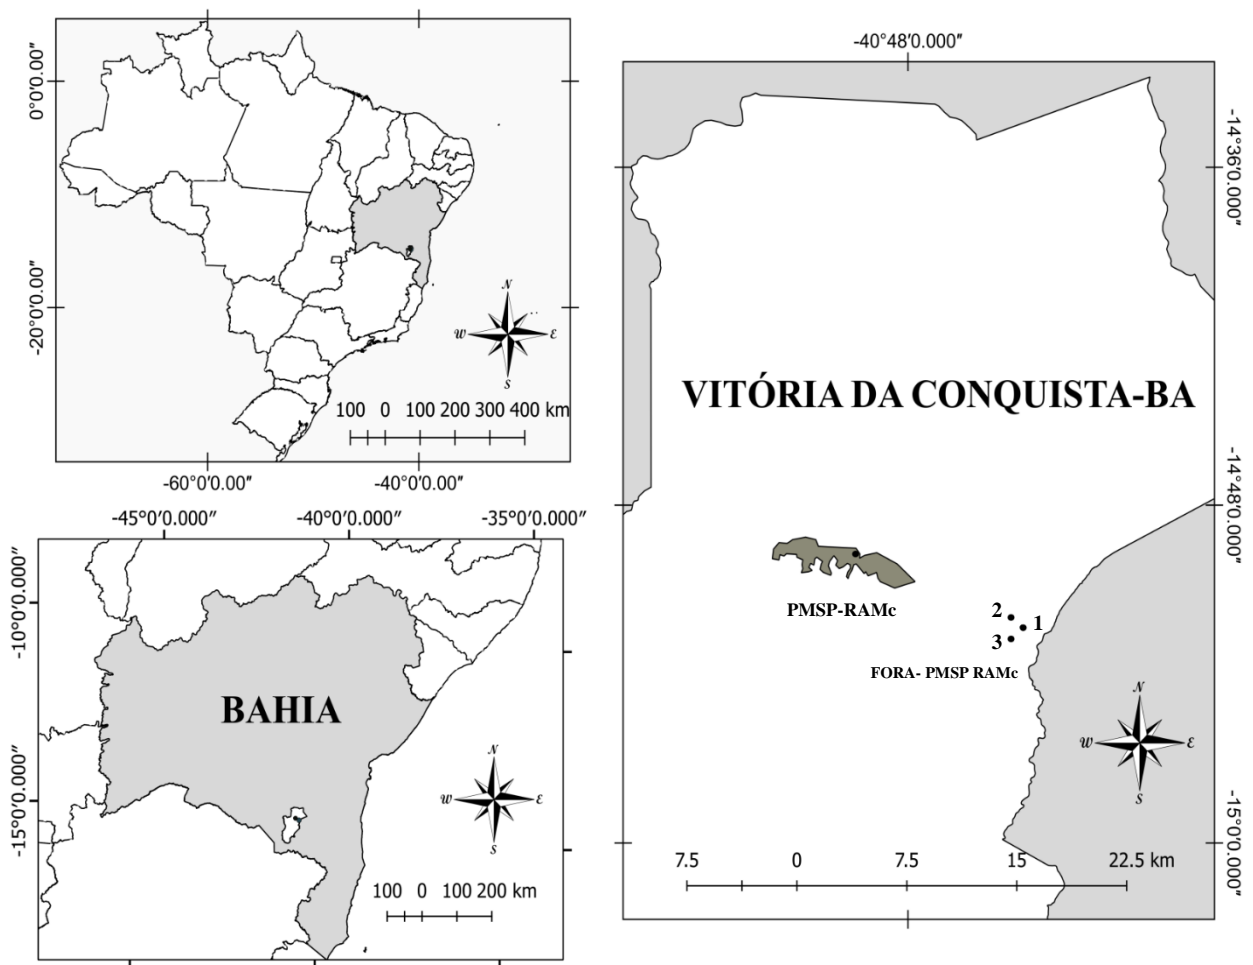 0°0'0.00"
-20°0'0.00"
N
W
E
S
100 0 100 200 300 400 km
-60°0'0.00" -40°0'0.00"
-45°0'0.000" -40°0'0.000" -35°0'0.000"
-10°0'0.000"
-15°0'0.000"
BAHIA
N
W
E
S
100 0 100 200 km
-40°48'0.000"
-14°36'0.000"
-14°48'0.000"
-15°0'0.000"
VITÓRIA DA CONQUISTA-BA
PMSP-RAMc
2
1
3
FORA- PMSP RAMc
N
W
E
S
7.5 0 7.5 15 22.5 km